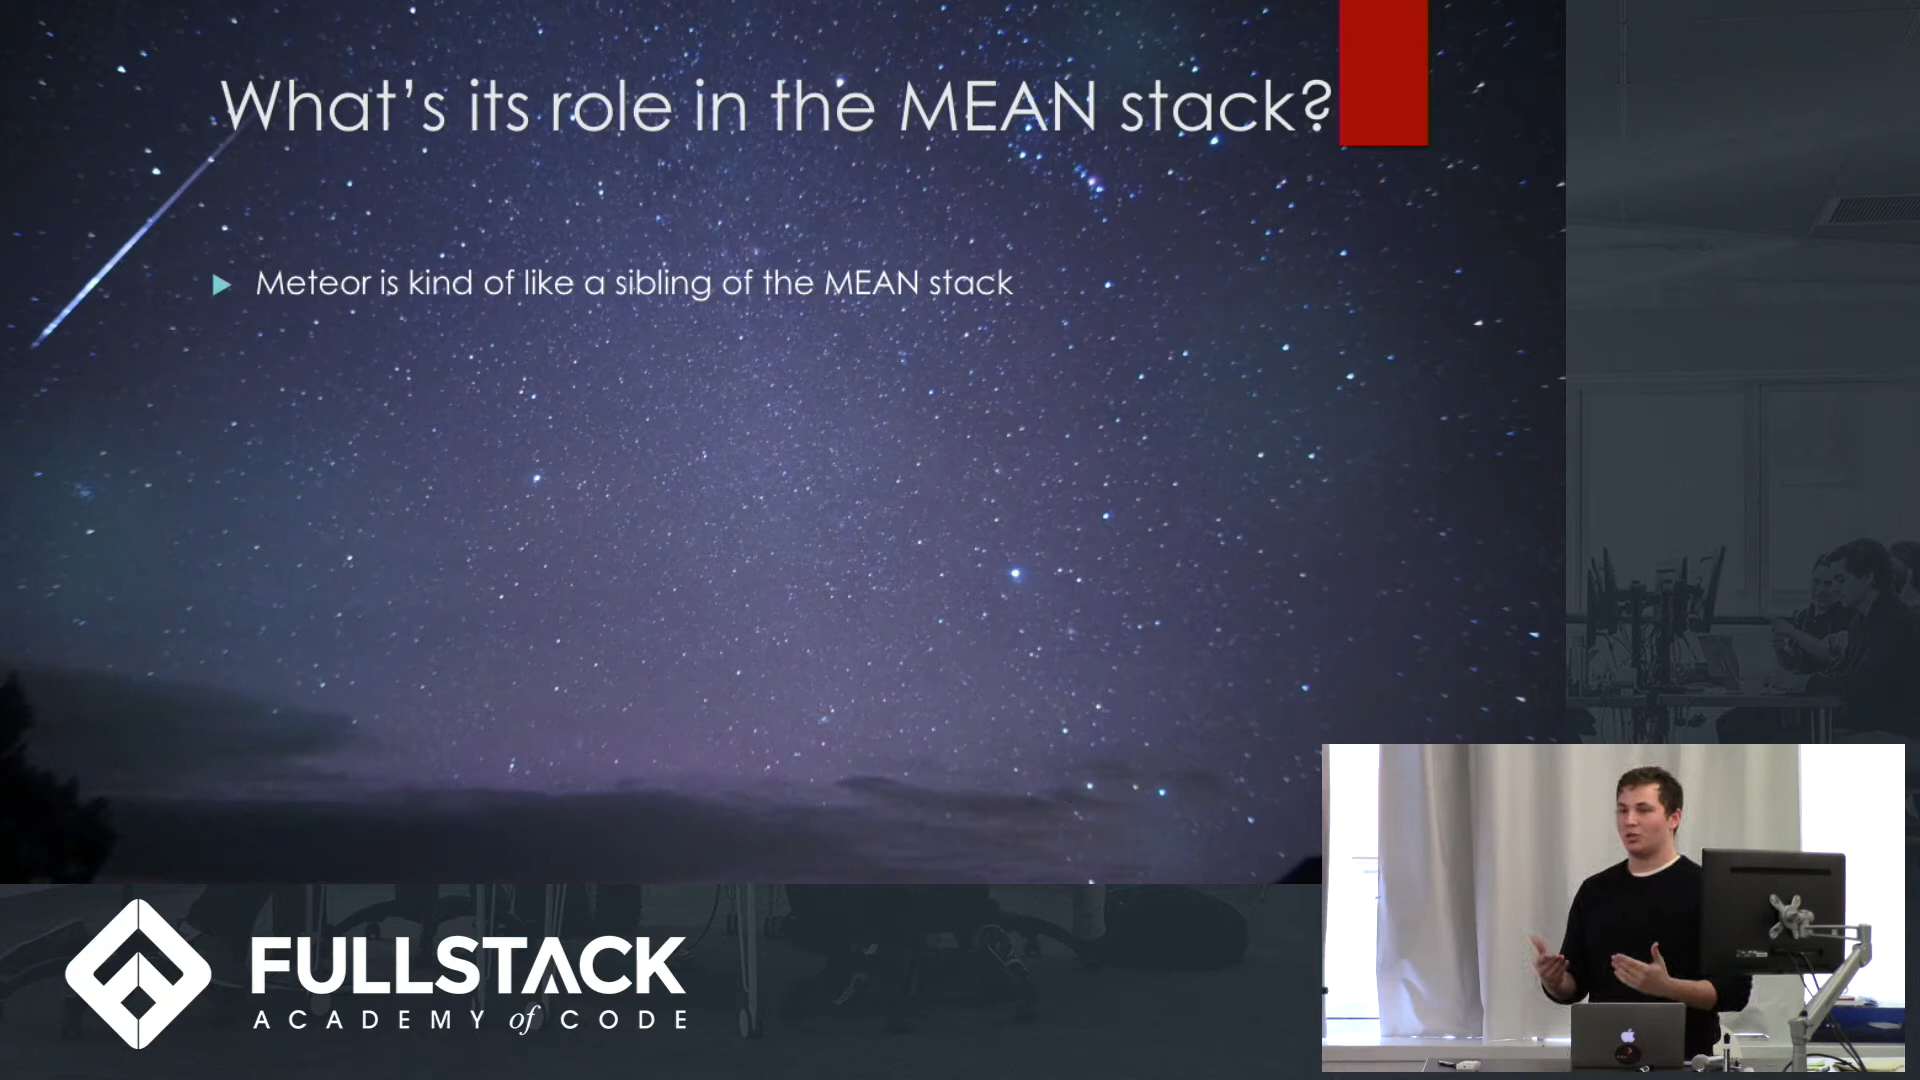 What's its role in the MEAN stack?
Meteor is kind of like a sibling of the MEAN stack
FULLSTACK
ACADEMY of CODE